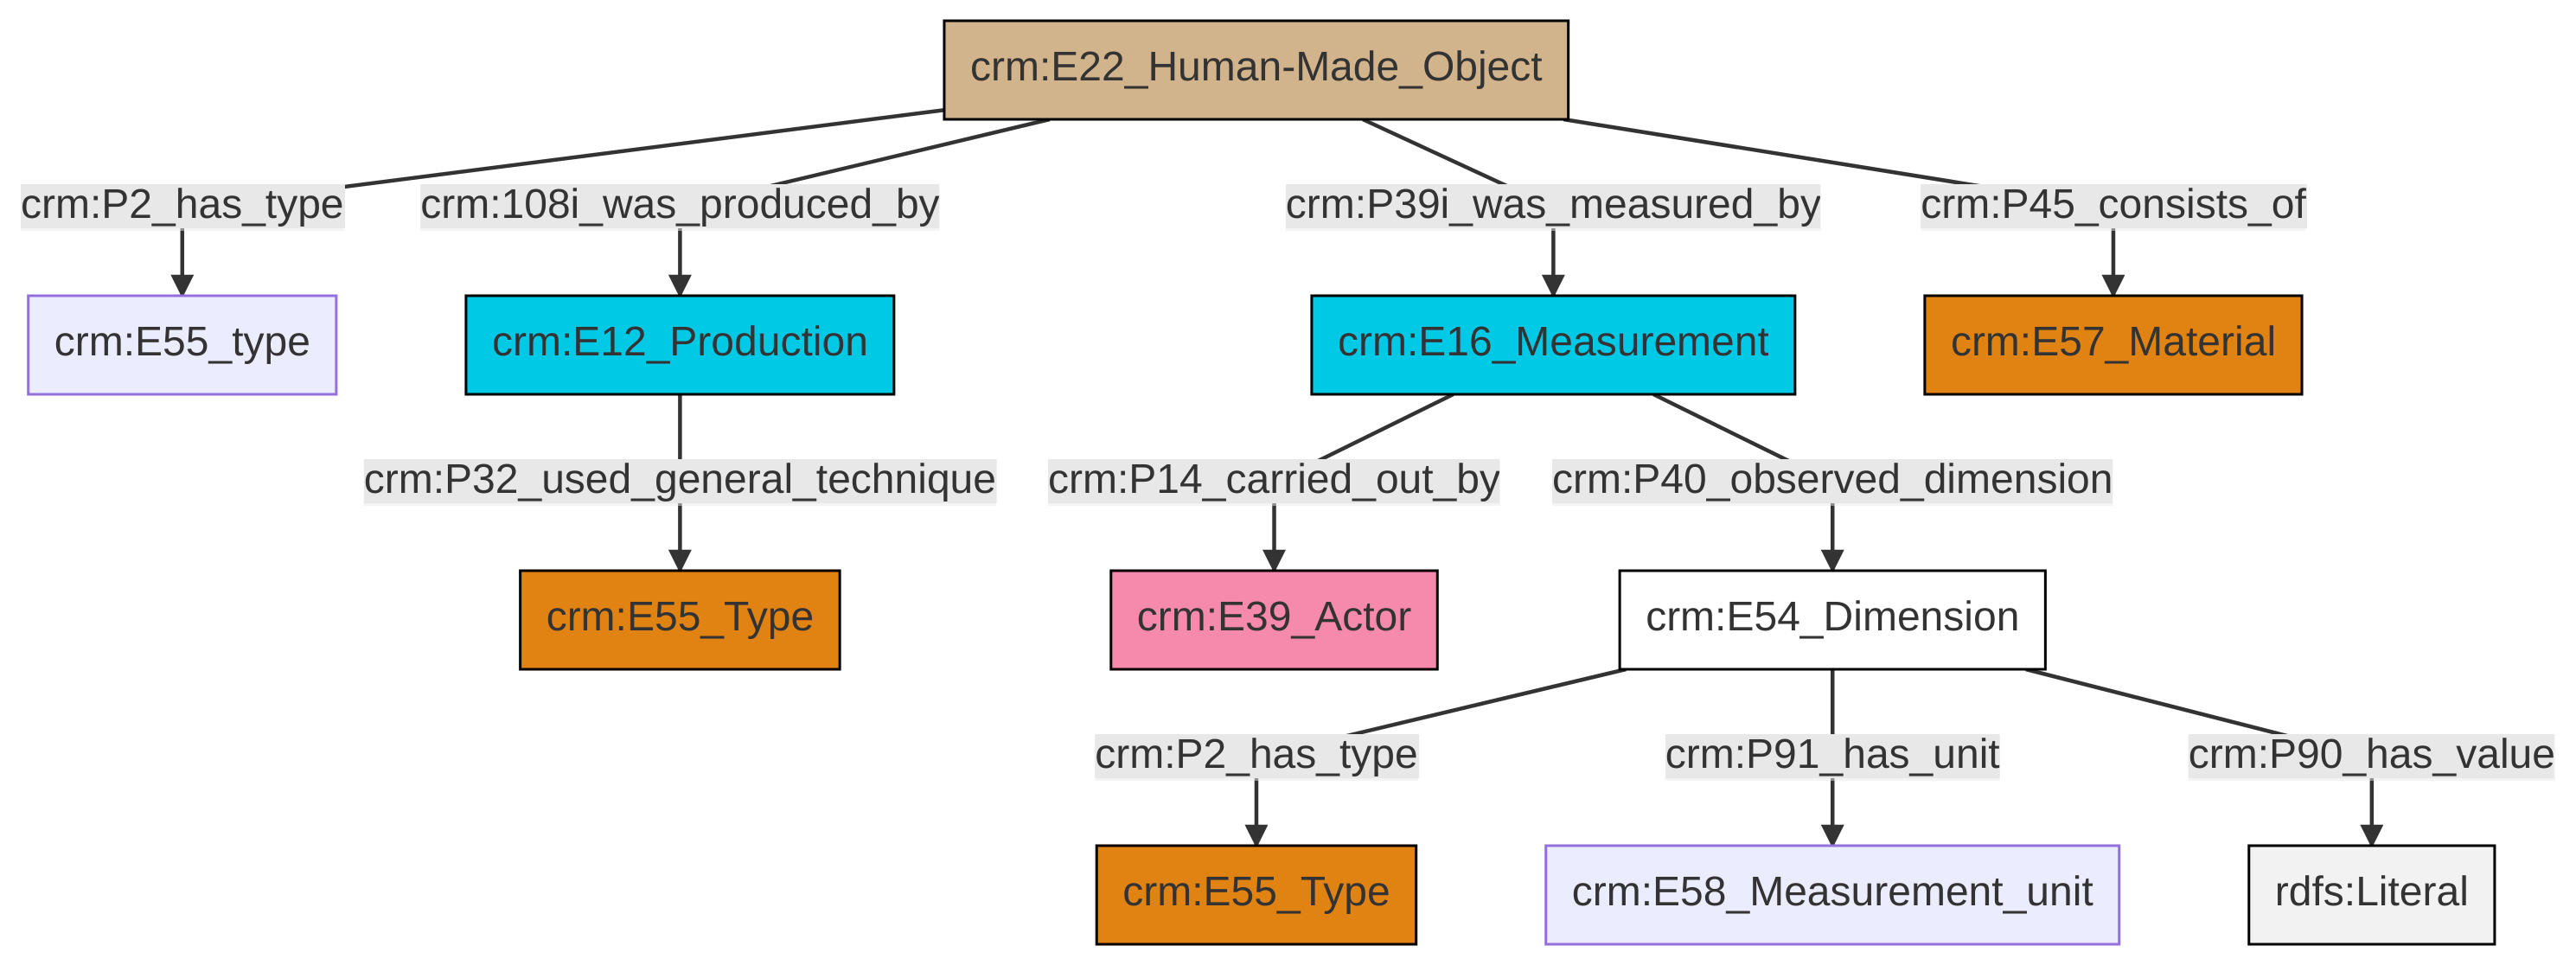 crm:E22_Human-Made_Object
crm:P2_has_type
crm:108i_was_produced_by
crm:P39i_was_measured_by
crm:P45_consists_of
crm:E55_type
crm:E12_Production
crm:E16_Measurement
crm:E57_Material
crm:P32_used_general_technique
crm:P14_carried_out_by
crm:P40_observed_dimension
crm:E55_Type
crm:E39_Actor
crm:E54_Dimension
crm:P2_has_type
crm:P91_has_unit
crm:P90_has_value
crm:E55_Type
crm:E58_Measurement_unit
rdfs:Literal